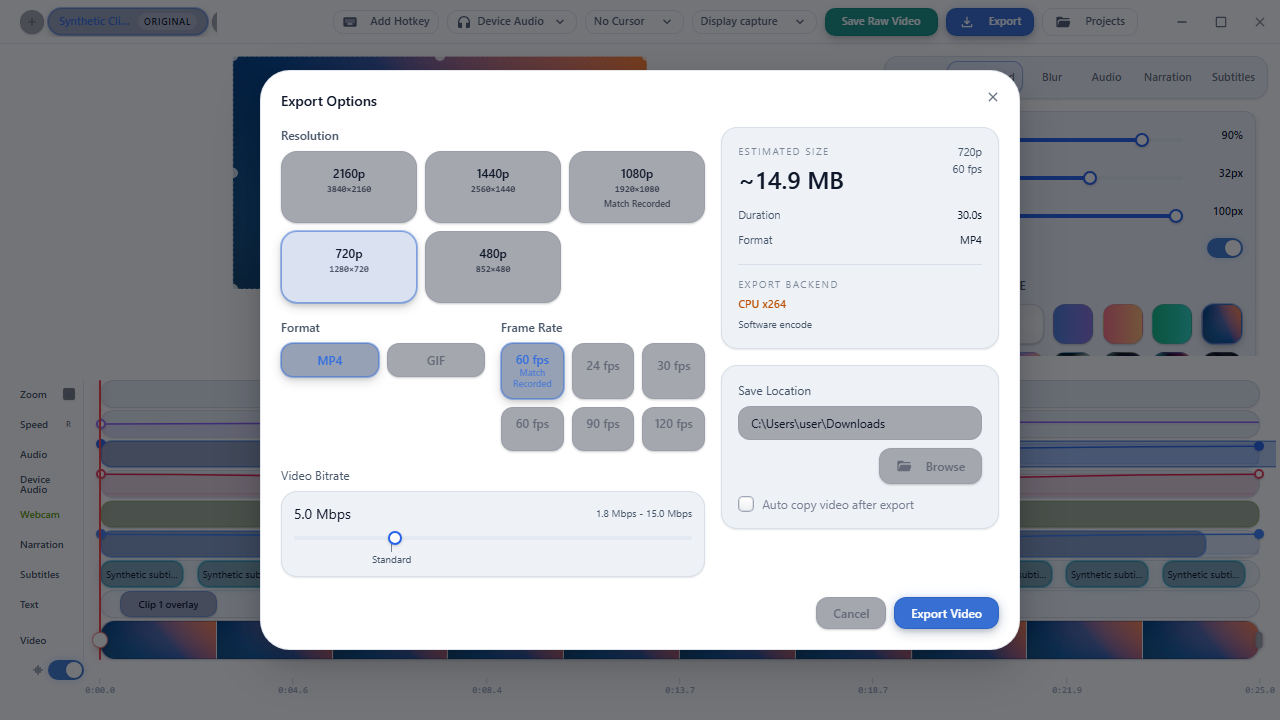 Synthetic Cli... ORIGINAL Add Hotkey Device Audio No Cursor Display capture Save Raw Video Export Projects
Blur Audio Narration Subtitles
90%
32px
100px
Export Options
Resolution
2160p
3840×2160
1440p
2560×1440
1080p
1920×1080
Match Recorded
720p
1280×720
480p
852×480
Format
MP4 GIF
Frame Rate
60 fps
Match
Recorded
24 fps 30 fps
60 fps 90 fps 120 fps
Video Bitrate
5.0 Mbps 1.8 Mbps - 15.0 Mbps
Standard
ESTIMATED SIZE 720p
~14.9 MB 60 fps
Duration 30.0s
Format MP4
EXPORT BACKEND
CPU x264
Software encode
Save Location
C:\Users\user\Downloads
Browse
Auto copy video after export
Cancel Export Video
Zoom
Speed R
Audio
Device
Audio
Webcam
Narration
Subtitles Synthetic subti... Synthetic subti... Synthetic subti...
Text Clip 1 overlay
Video
0:00.0 0:04.6 0:08.4 0:13.7 0:18.7 0:21.9 0:25.0